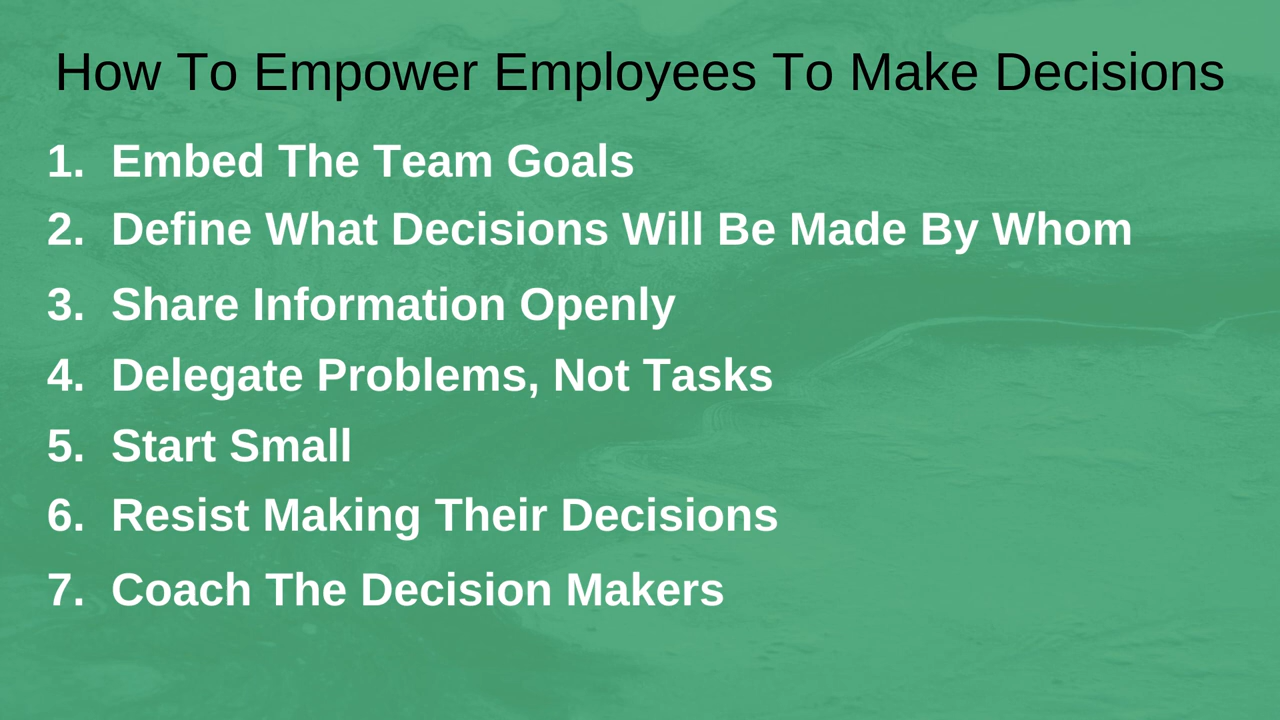 How To Empower Employees To Make Decisions
1. Embed The Team Goals
2. Define What Decisions Will Be Made By Whom
3. Share Information Openly
4. Delegate Problems, Not Tasks
5. Start Small
6. Resist Making Their Decisions
7. Coach The Decision Makers